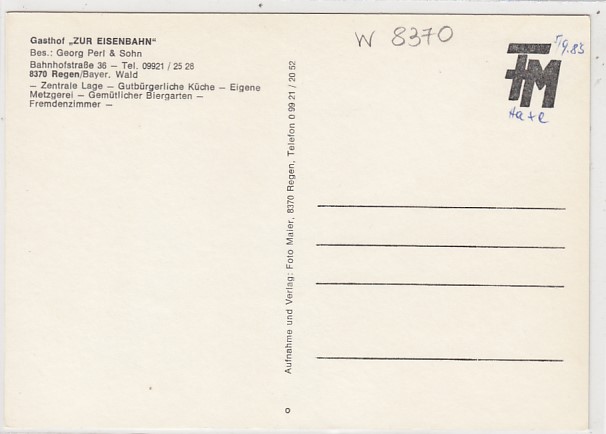 Gasthof „ZUR EISENBAHN“
Bes.: Georg Perl & Sohn
Bahnhofstraße 36 – Tel. 09921 / 25 28
8370 Regen/Bayer. Wald
– Zentrale Lage – Gutbürgerliche Küche – Eigene
Metzgerei – Gemütlicher Biergarten –
Fremdenzimmer –
W 8370
FM
Aufnahme und Verlag: Foto Maier, 8370 Regen, Telefon 0 99 21 / 20 52